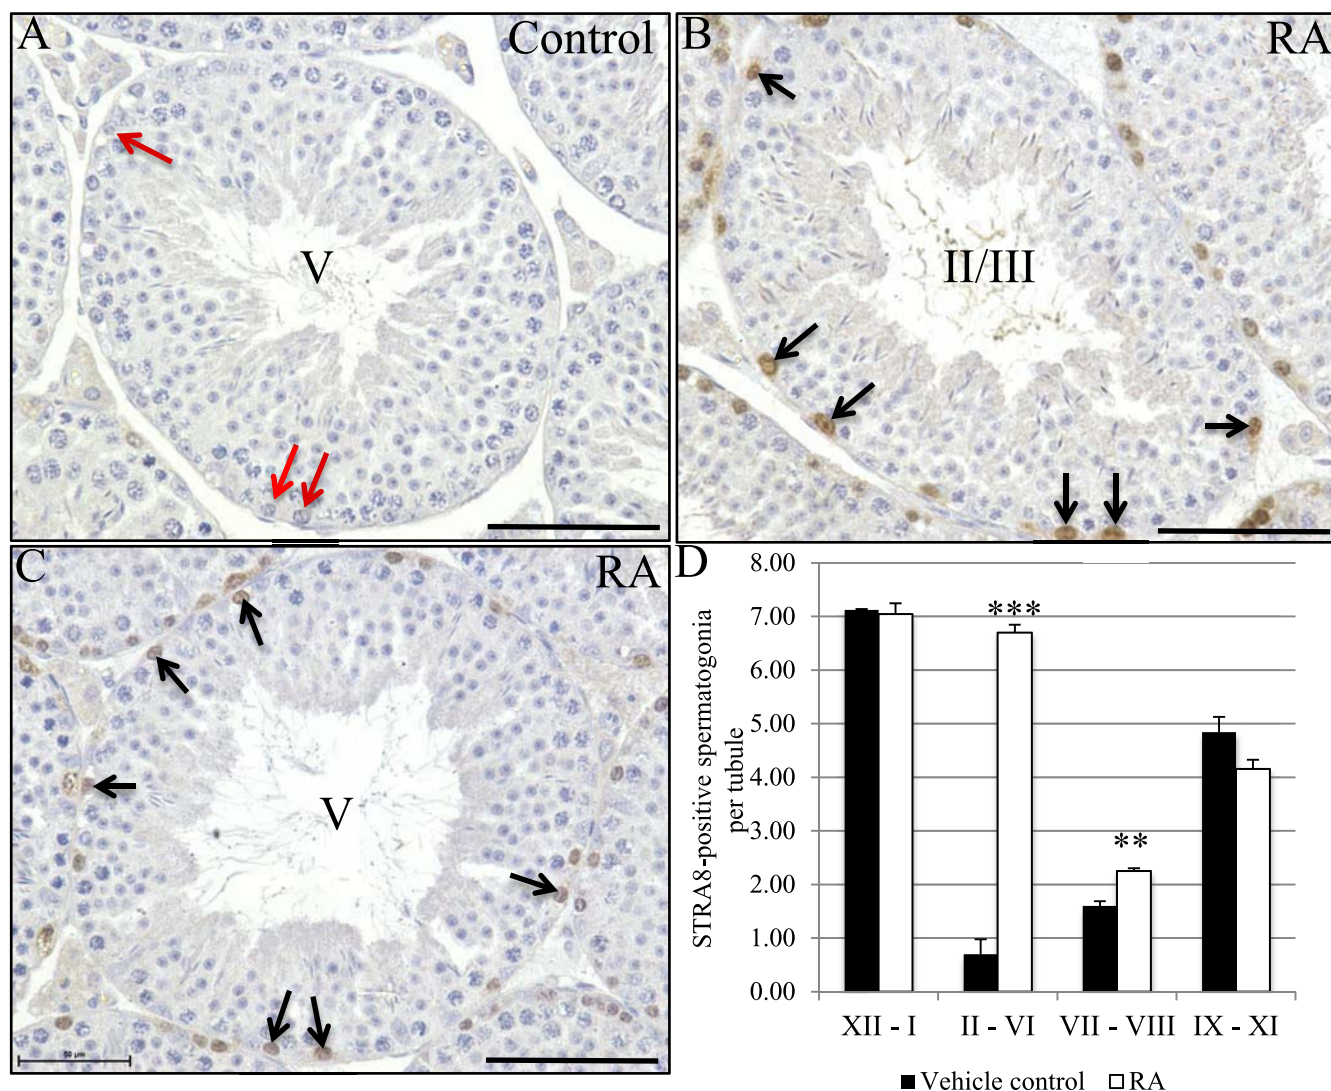 A
Control
V
B
RA
II/III
C
RA
V
50 µm
D
STRA8-positive spermatogonia
per tubule
8.00
7.00
6.00
5.00
4.00
3.00
2.00
1.00
0.00
***
**
XII - I
II - VI
VII - VIII
IX - XI
Vehicle control
RA